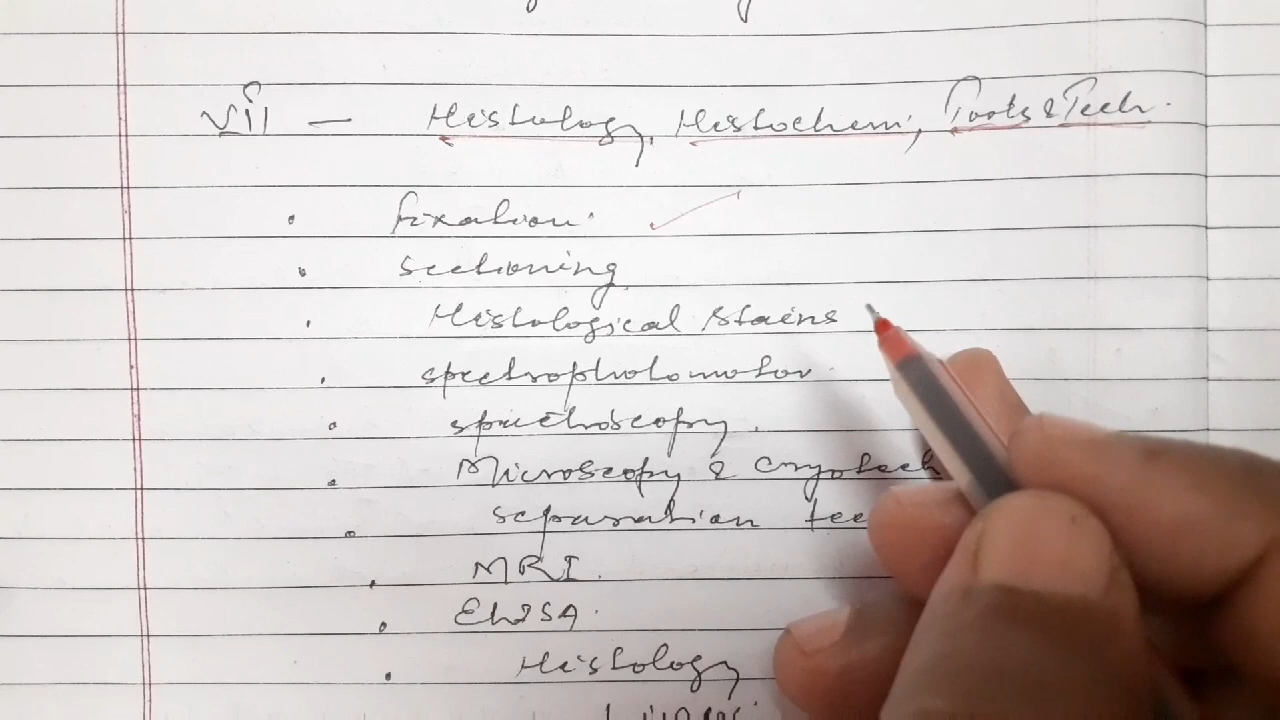 VII — Histology, Histochem, Tools & Tech.
• fixation. ✓
• sectioning
• Histological stains
• spectrophotometer.
• spectroscopy.
• Microscopy & Cryotech
• separation tec
• MRI.
• ELISA.
• Histology